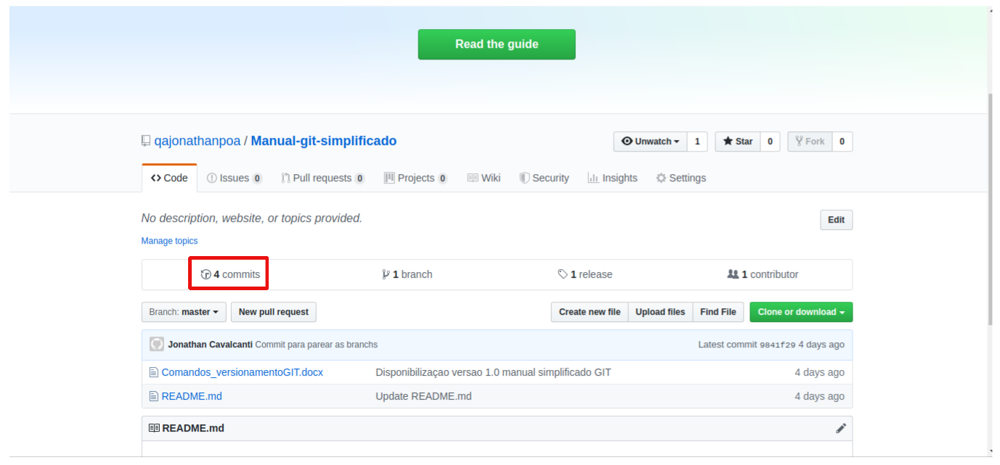 Read the guide
qajonathanpoa / Manual-git-simplificado
Unwatch 1 Star 0 Fork 0
Code Issues 0 Pull requests 0 Projects 0 Wiki Security Insights Settings
No description, website, or topics provided.
Edit
Manage topics
4 commits 1 branch 1 release 1 contributor
Branch: master New pull request Create new file Upload files Find File Clone or download
Jonathan Cavalcanti Commit para parear as branchs Latest commit 9841f29 4 days ago
Comandos_versionamentoGIT.docx Disponibilizaçao versao 1.0 manual simplificado GIT 4 days ago
README.md Update README.md 4 days ago
README.md